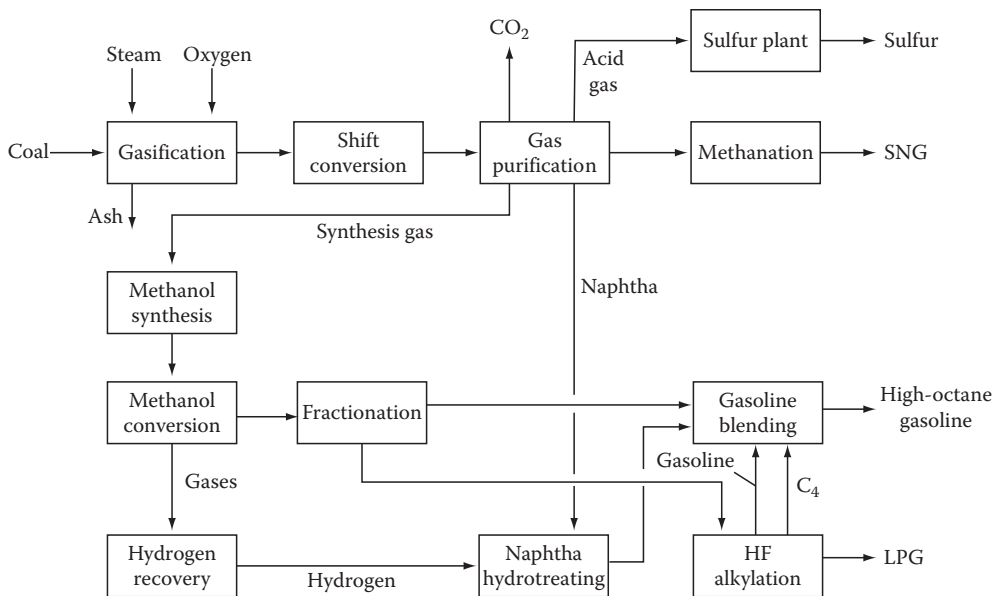 CO2
Acid
gas
Sulfur plant
Sulfur
Steam
Oxygen
Coal
Gasification
Shift
conversion
Gas
purification
Methanation
SNG
Ash
Synthesis gas
Naphtha
Methanol
synthesis
Methanol
conversion
Fractionation
Gasoline
blending
High-octane
gasoline
Gases
Gasoline
C4
Hydrogen
recovery
Hydrogen
Naphtha
hydrotreating
HF
alkylation
LPG